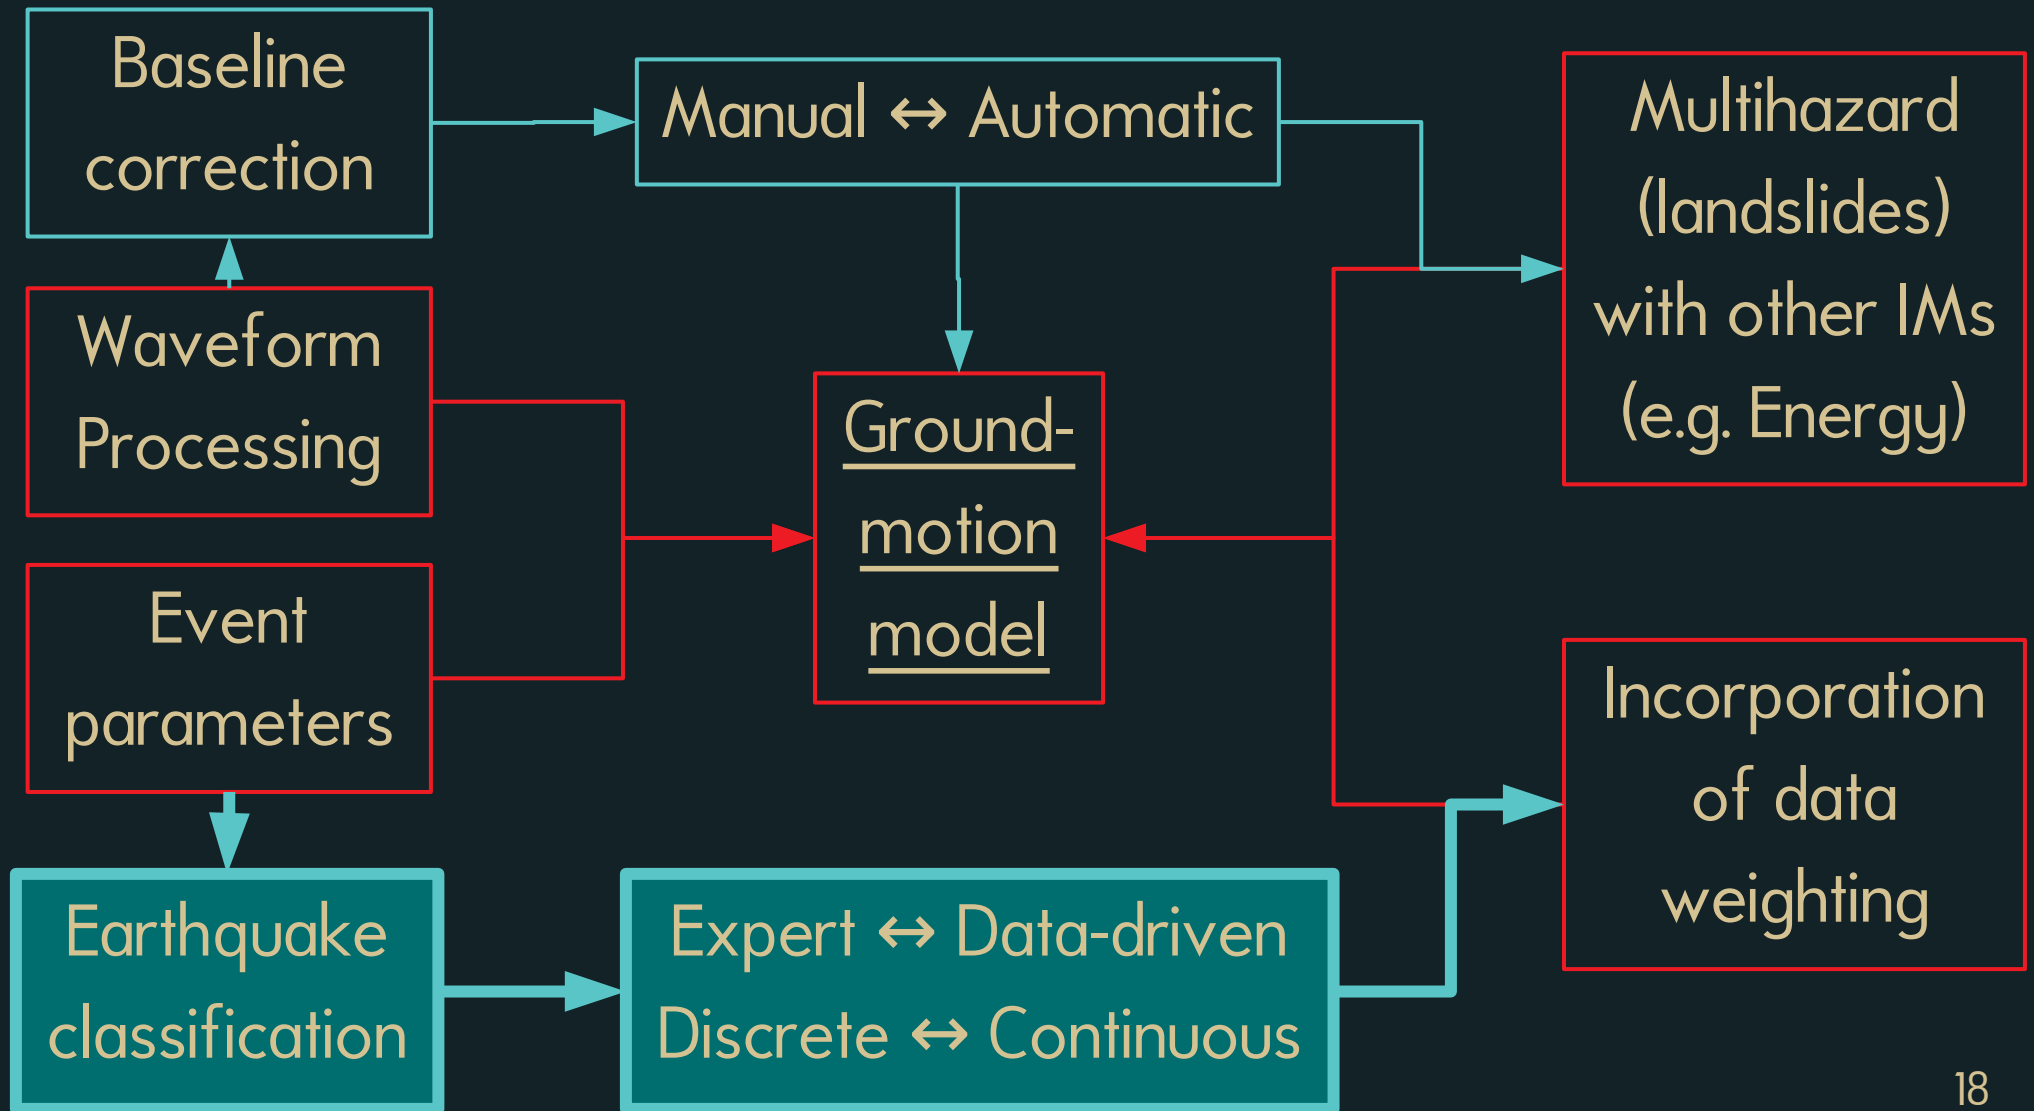 Baseline
correction
Manual ↔ Automatic
Multihazard
(landslides)
with other IMs
(e.g. Energy)
Waveform
Processing
Ground-
motion
model
Event
parameters
Incorporation
of data
weighting
Earthquake
classification
Expert ↔ Data-driven
Discrete ↔ Continuous
18